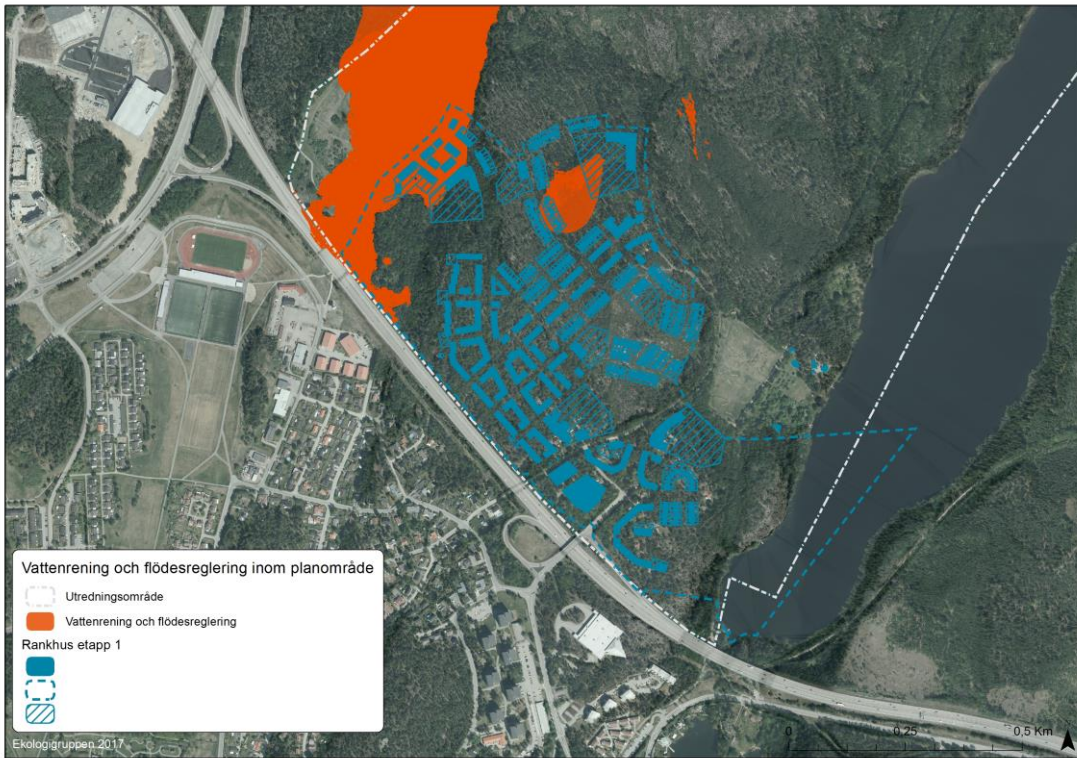 Vattenrening och flödesreglering inom planområde
Utredningsområde
Vattenrening och flödesreglering
Rankhus etapp 1
Ekologigruppen 2017
0 0,25 0,5 Km